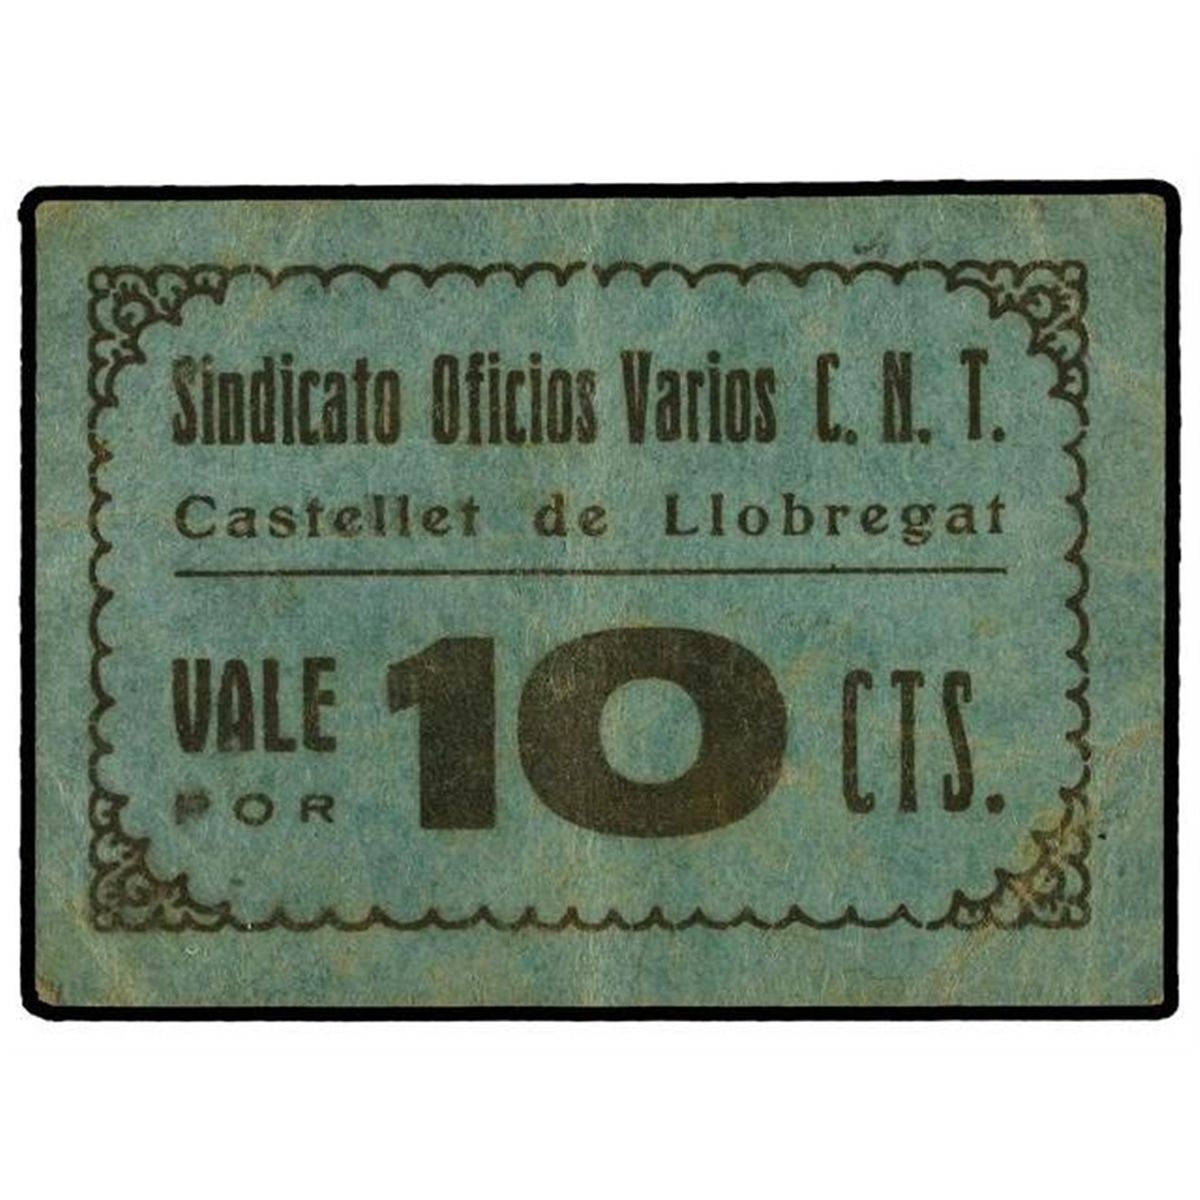 Sindicato Oficios Varios C. N. T.
Castellet de Llobregat
VALE POR 10 CTS.